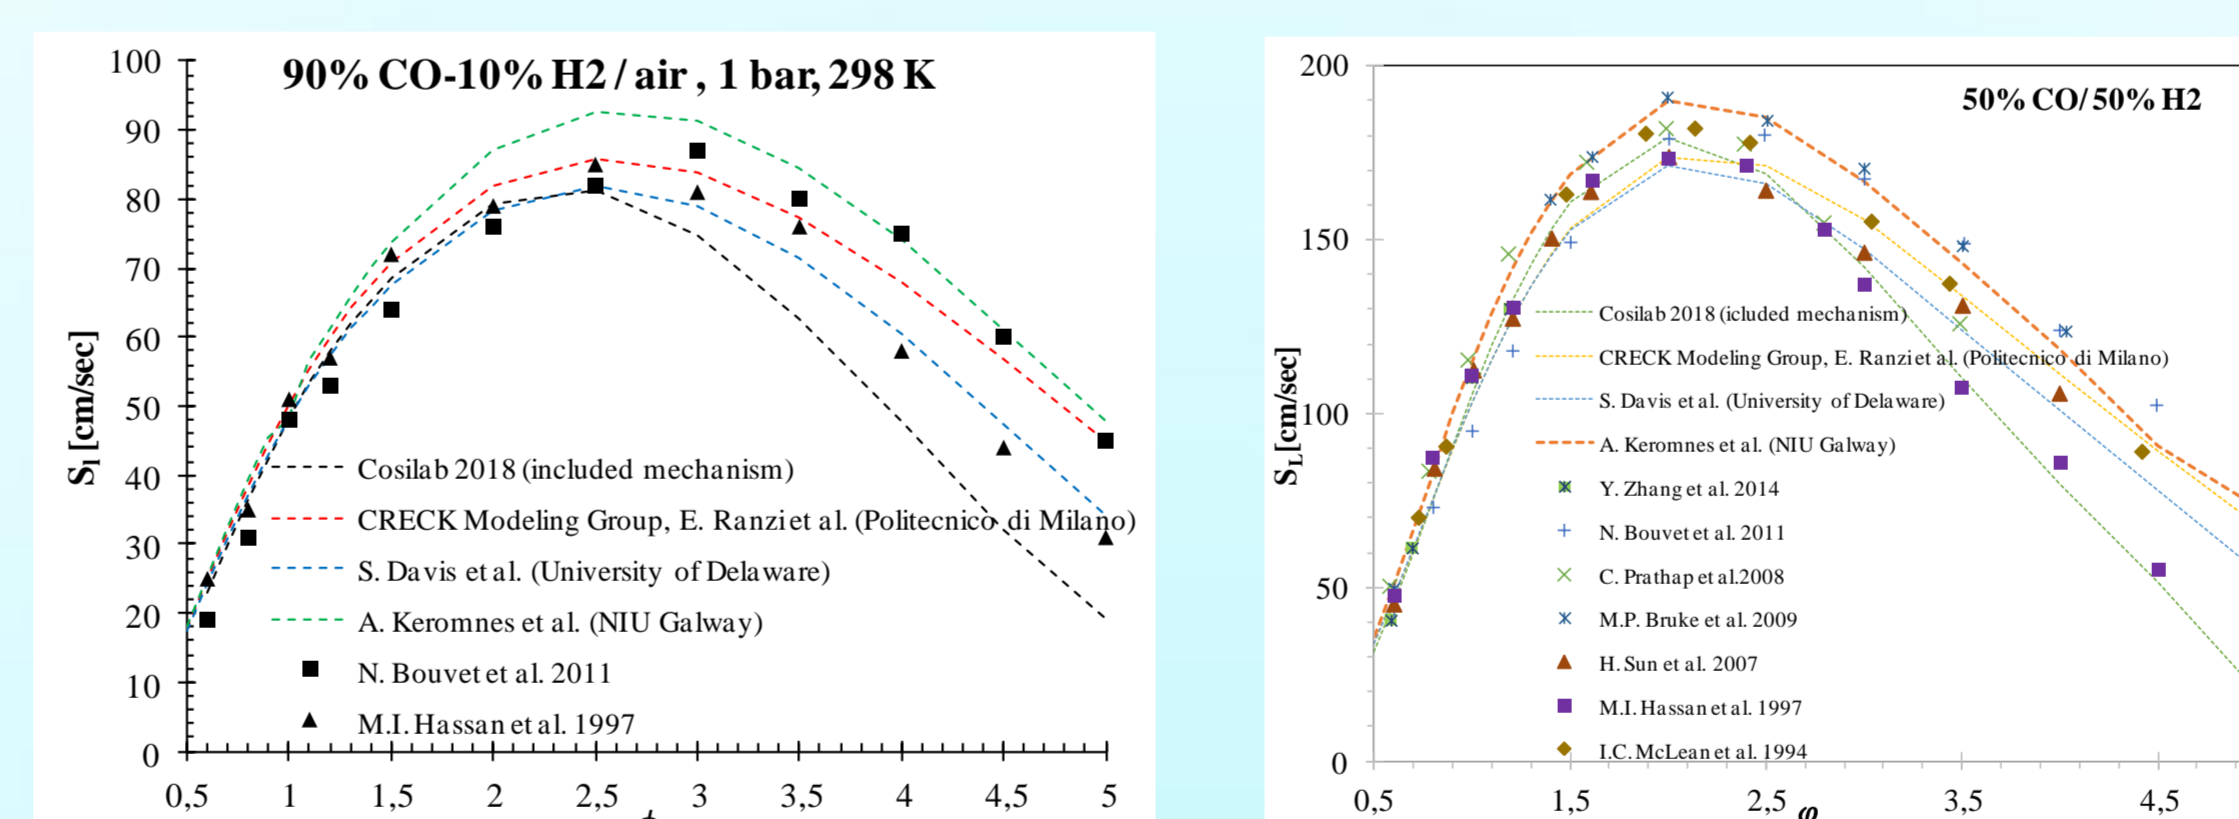 90% CO-10% H2 / air , 1 bar, 298 K
100
90
80
70
60
50
40
30
20
10
0
Sl [cm/sec]
Cosilab 2018 (included mechanism)
CRECK Modeling Group, E. Ranzi et al. (Politecnico di Milano)
S. Davis et al. (University of Delaware)
A. Keromnes et al. (NIU Galway)
N. Bouvet et al. 2011
M.I. Hassan et al. 1997
0,5 1 1,5 2 2,5 3 3,5 4 4,5 5
50% CO/50% H2
200
150
100
50
0
SL[cm/sec]
Cosilab 2018 (icluded mechanism)
CRECK Modeling Group, E. Ranzi et al. (Politecnico di Milano)
S. Davis et al. (University of Delaware)
A. Keromnes et al. (NIU Galway)
Y. Zhang et al. 2014
N. Bouvet et al. 2011
C. Prathap et al.2008
M.P. Bruke et al. 2009
H. Sun et al. 2007
M.I. Hassan et al. 1997
I.C. McLean et al. 1994
0,5 1,5 2,5 3,5 4,5
φ